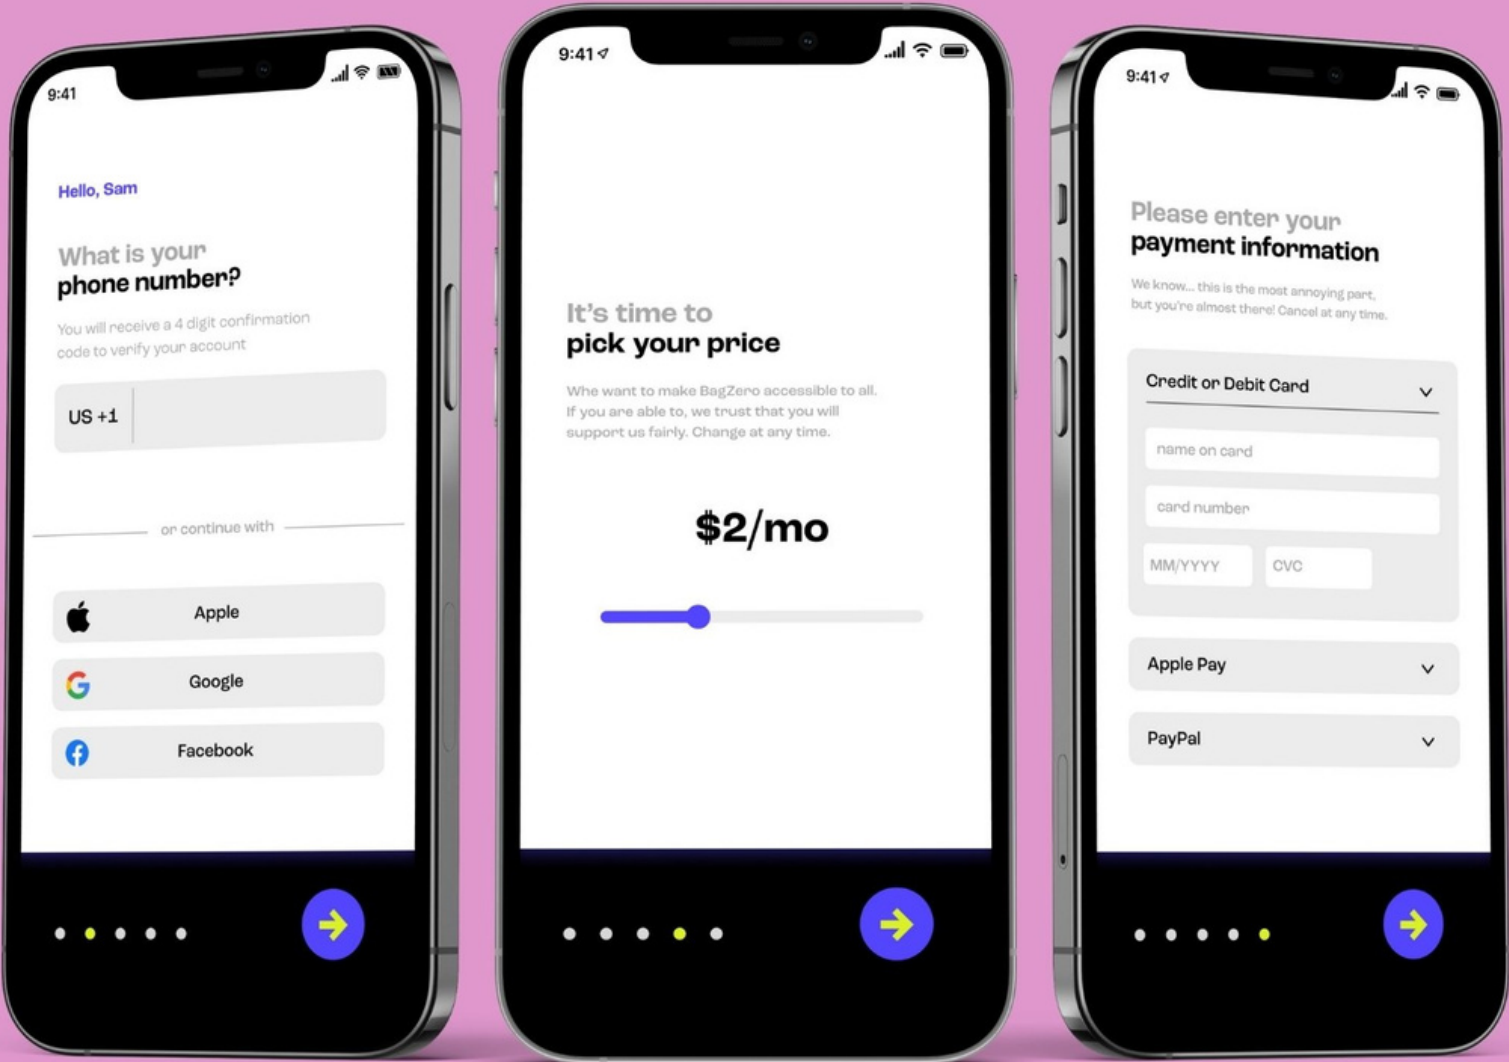 9:41
Hello, Sam
What is your
phone number?
You will receive a 4 digit confirmation
code to verify your account
US +1
or continue with
Apple
Google
Facebook
9:41
It's time to
pick your price
Whe want to make BagZero accessible to all.
If you are able to, we trust that you will
support us fairly. Change at any time.
$2/mo
9:41
Please enter your
payment information
We know... this is the most annoying part,
but you're almost there! Cancel at any time.
Credit or Debit Card
name on card
card number
MM/YYYY
CVC
Apple Pay
PayPal